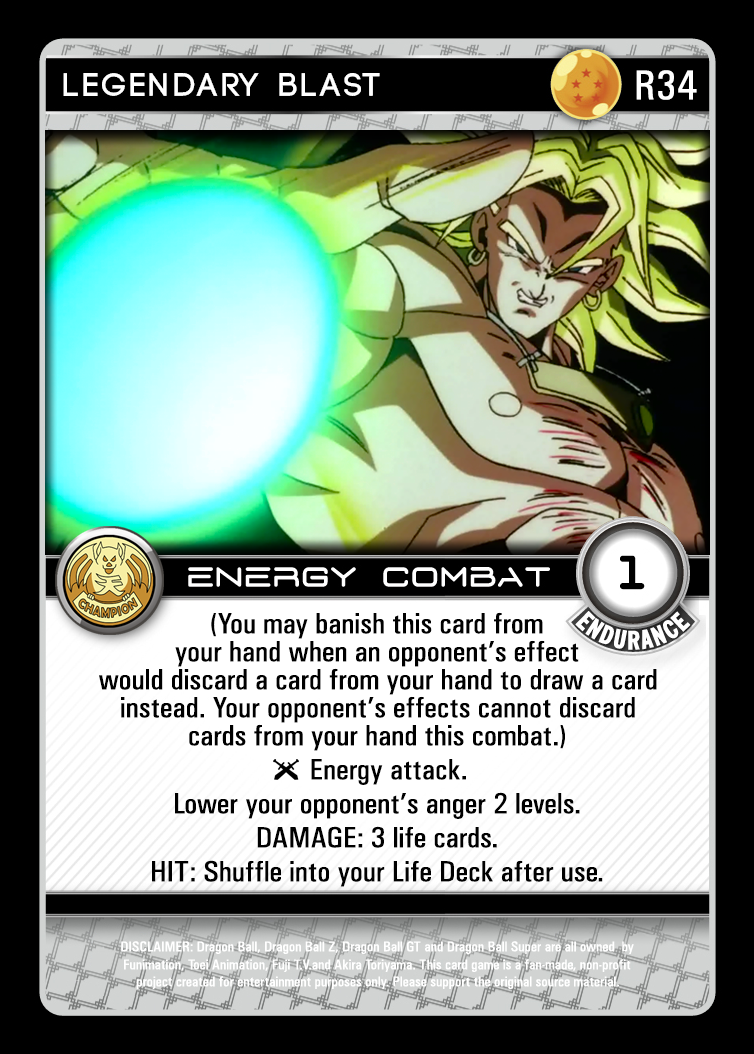 LEGENDARY BLAST R34
CHAMPION
ENERGY COMBAT
1
ENDURANCE
(You may banish this card from
your hand when an opponent's effect
would discard a card from your hand to draw a card
instead. Your opponent's effects cannot discard
cards from your hand this combat.)
Energy attack.
Lower your opponent's anger 2 levels.
DAMAGE: 3 life cards.
HIT: Shuffle into your Life Deck after use.
DISCLAIMER: Dragon Ball, Dragon Ball Z, Dragon Ball GT and Dragon Ball Super are all owned by
Funimation, Toei Animation, Fuji T.V.and Akira Toriyama. This card game is a fan-made, non-profit
project created for entertainment purposes only. Please support the original source material.